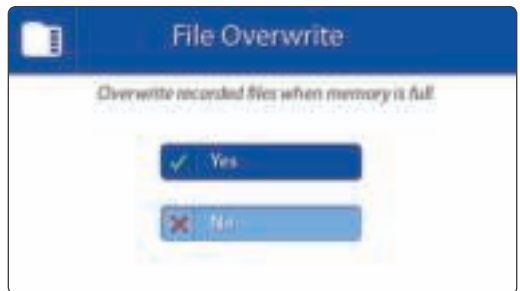 File Overwrite
Overwrite recorded files when memory is full.
Yes
No